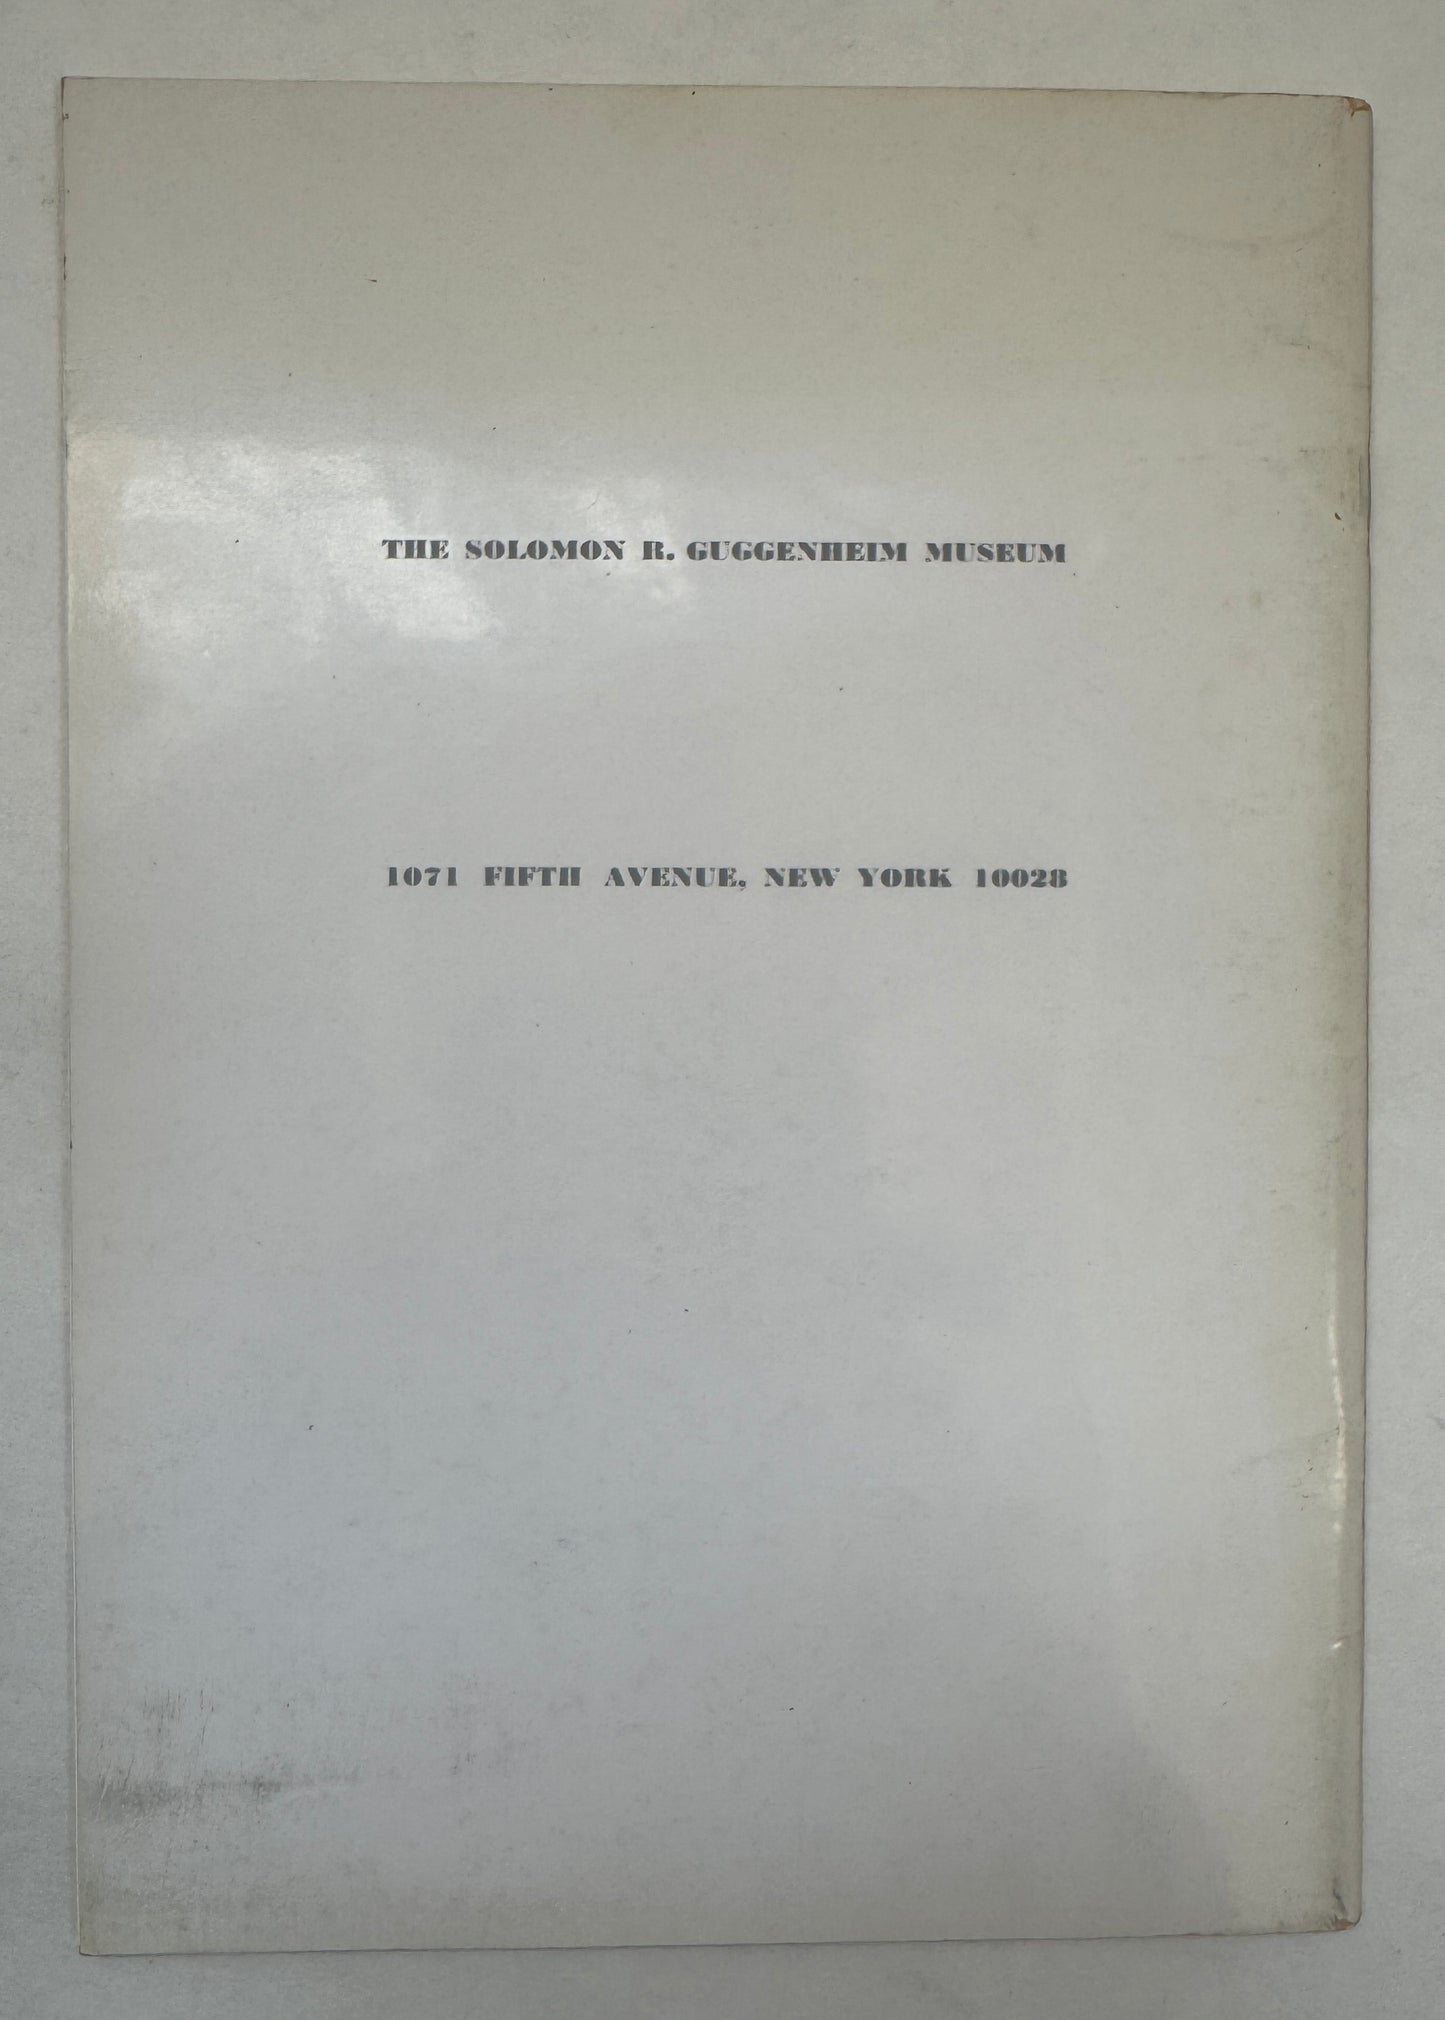 THE SOLOMON R. GUGGENHEIM MUSEUM
1071 FIFTH AVENUE, NEW YORK 10028